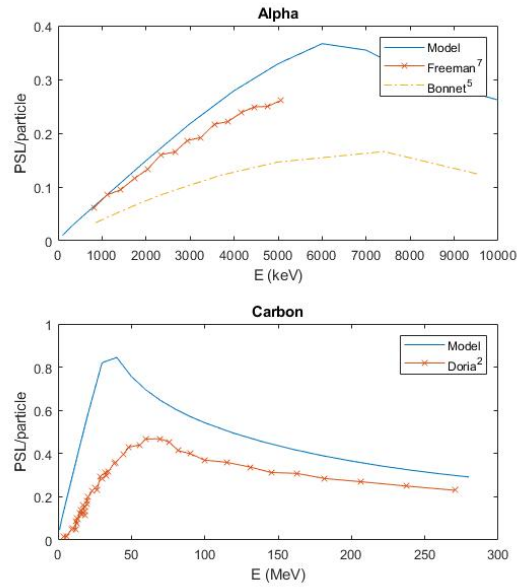 Alpha
0.4
0.3
0.2
0.1
0
PSL/particle
Model
Freeman7
Bonnet5
1000 2000 3000 4000 5000 6000 7000 8000 9000 10000
E (keV)
Carbon
1
0.8
0.6
0.4
0.2
0
PSL/particle
Model
Doria2
0 50 100 150 200 250 300
E (MeV)